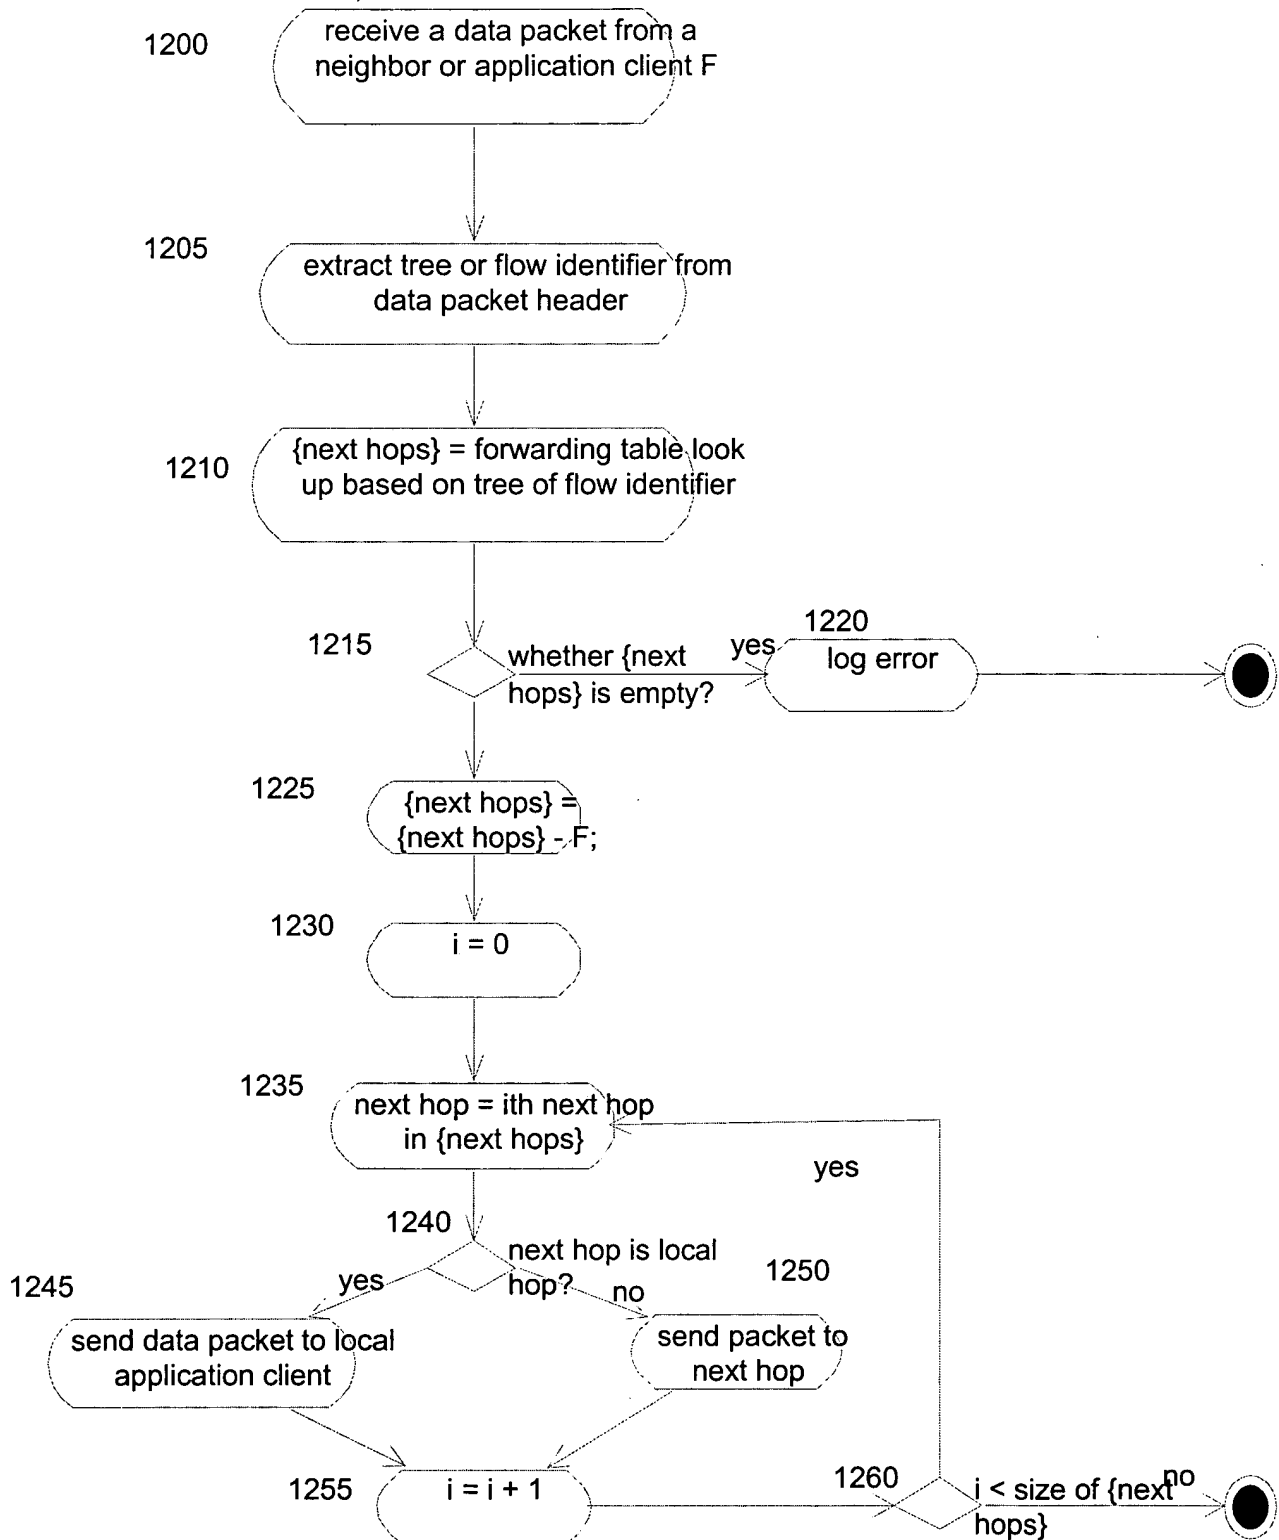 1200
receive a data packet from a
neighbor or application client F
1205
extract tree or flow identifier from
data packet header
1210
{next hops} = forwarding table look
up based on tree of flow identifier
1215
whether {next
hops} is empty?
yes
1220
log error
1225
{next hops} =
{next hops} - F;
1230
i = 0
1235
next hop = ith next hop
in {next hops}
yes
1240
next hop is local
hop?
yes
no
1245
send data packet to local
application client
1250
send packet to
next hop
1255
i = i + 1
1260
i < size of {next
hops}
no